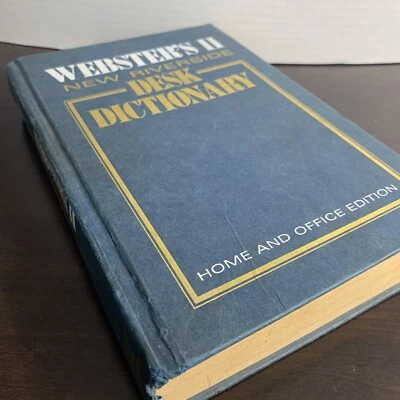 WEBSTER'S II
NEW RIVERSIDE
DESK
DICTIONARY
HOME AND OFFICE EDITION